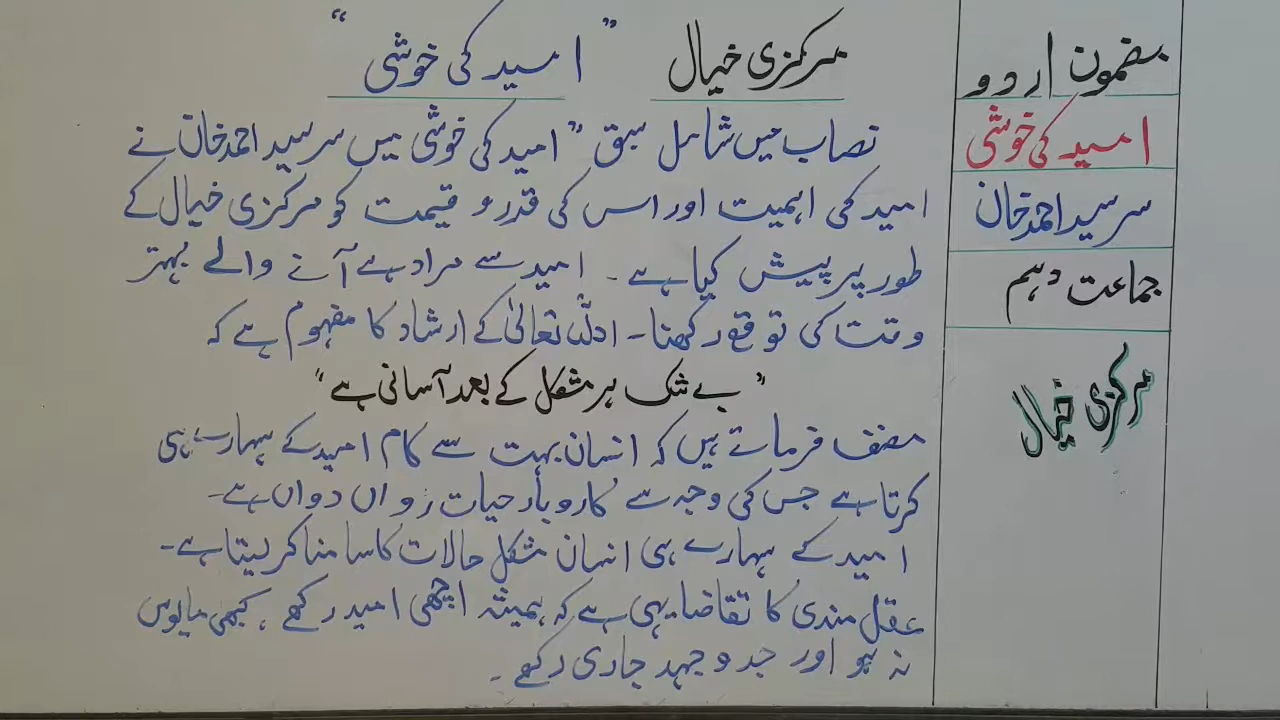 مضمون اردو
امید کی خوشی
سرسید احمد خان
جماعت دہم
مرکزی خیال
مرکزی خیال " امید کی خوشی "
نصاب میں شامل سبق " امید کی خوشی میں سرسید احمد خان نے
امید کی اہمیت اور اس کی قدر و قیمت کو مرکزی خیال کے
طور پر پیش کیا ہے ۔ امید سے مراد ہے آنے والے بہتر
وقت کی توقع رکھنا ۔ اللہ تعالیٰ کے ارشاد کا مفہوم ہے کہ
" بے شک ہر مشکل کے بعد آسانی ہے "
مصنف فرماتے ہیں کہ انسان بہت سے کام امید کے سہارے ہی
کرتا ہے جس کی وجہ سے کاروبار حیات رواں دواں ہے ۔
امید کے سہارے ہی انسان مشکل حالات کا سامنا کر لیتا ہے ۔
عقل مندی کا تقاضا یہی ہے کہ ہمیشہ اچھی امید رکھے ، کبھی مایوس
نہ ہو اور جدوجہد جاری رکھے ۔